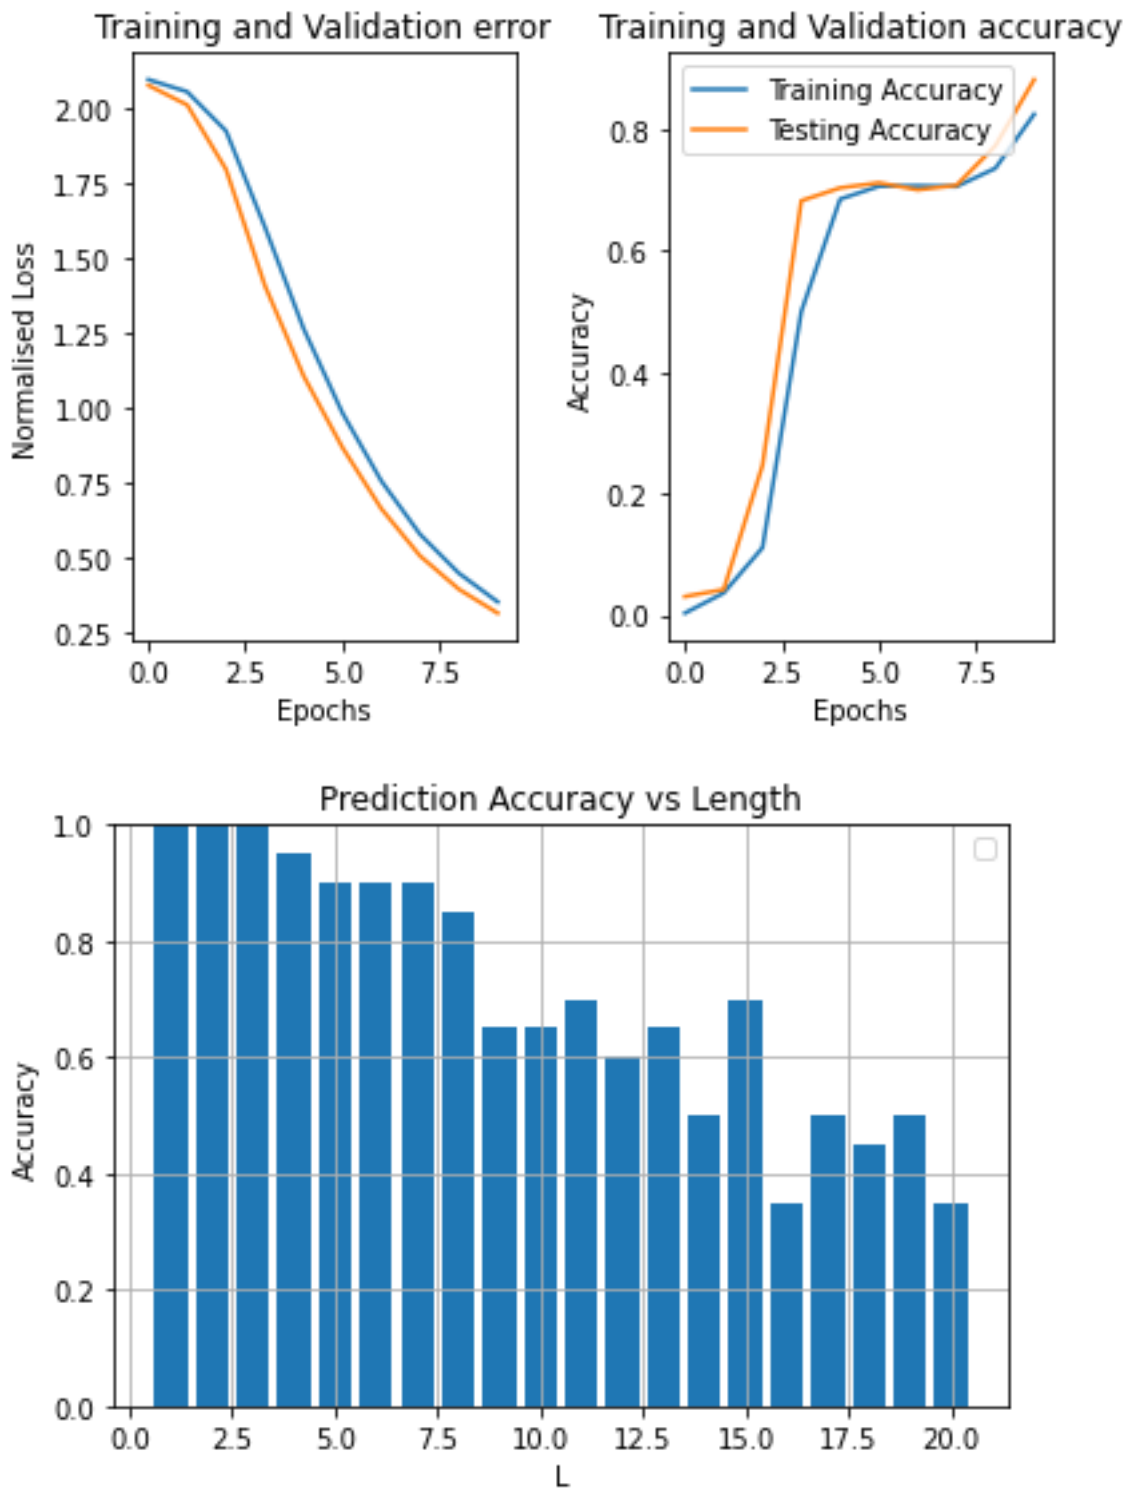 Training and Validation error
Normalised Loss
2.00
1.75
1.50
1.25
1.00
0.75
0.50
0.25
0.0 2.5 5.0 7.5
Epochs
Training and Validation accuracy
Training Accuracy
Testing Accuracy
Accuracy
0.8
0.6
0.4
0.2
0.0
0.0 2.5 5.0 7.5
Epochs
Prediction Accuracy vs Length
Accuracy
1.0
0.8
0.6
0.4
0.2
0.0
0.0 2.5 5.0 7.5 10.0 12.5 15.0 17.5 20.0
L